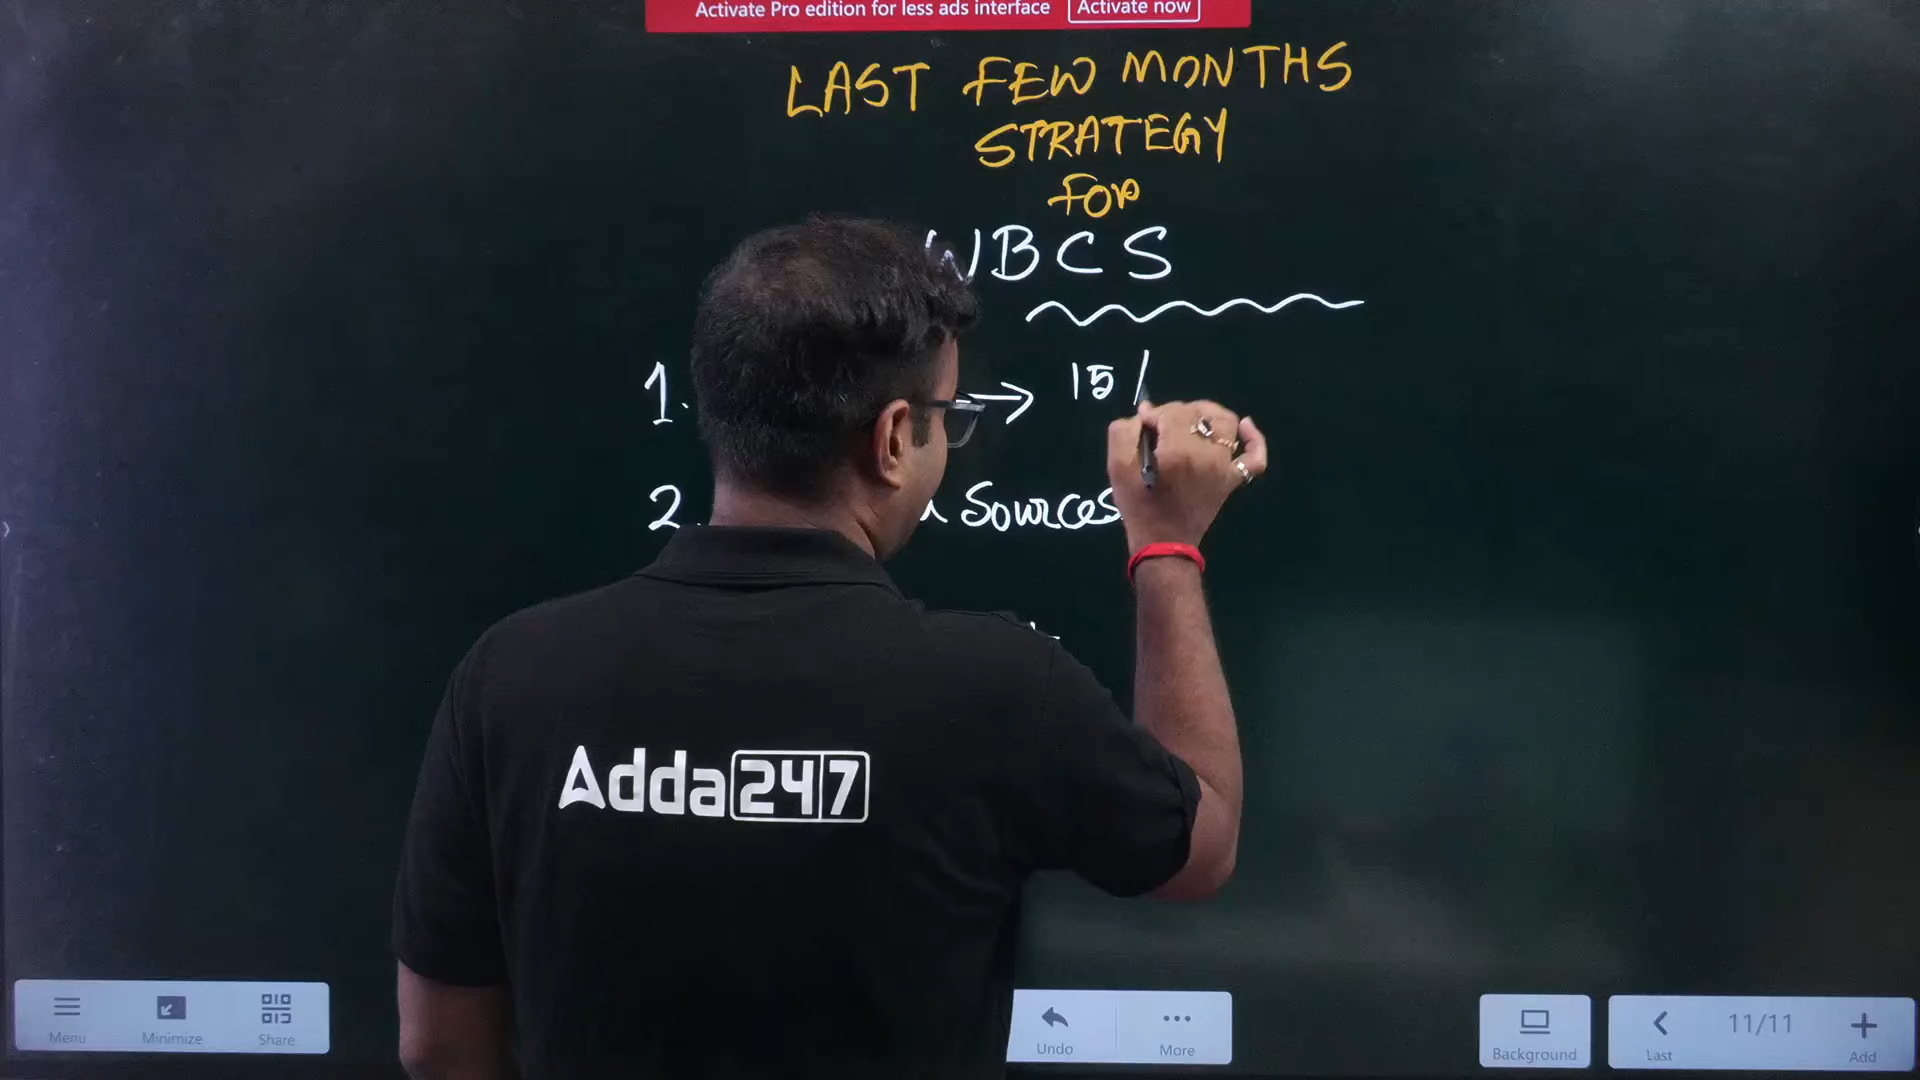 Activate Pro edition for less ads interface Activate now
LAST FEW MONTHS
STRATEGY
FOR
WBCS
1. → 15 /
2. Sources
Adda247
Menu Minimize Share
Undo More
Background
Last 11/11 Add